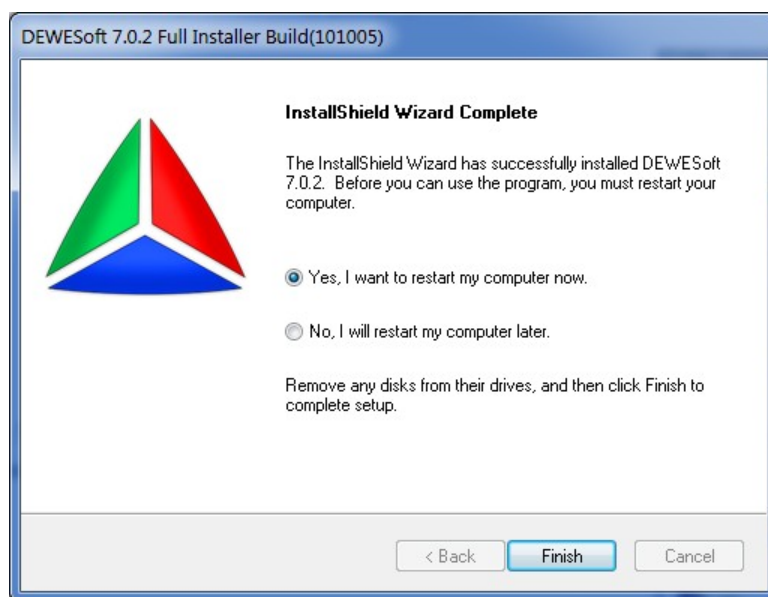 DEWESoft 7.0.2 Full Installer Build(101005)
InstallShield Wizard Complete
The InstallShield Wizard has successfully installed DEWESoft
7.0.2. Before you can use the program, you must restart your
computer.
Yes, I want to restart my computer now.
No, I will restart my computer later.
Remove any disks from their drives, and then click Finish to
complete setup.
< Back
Finish
Cancel